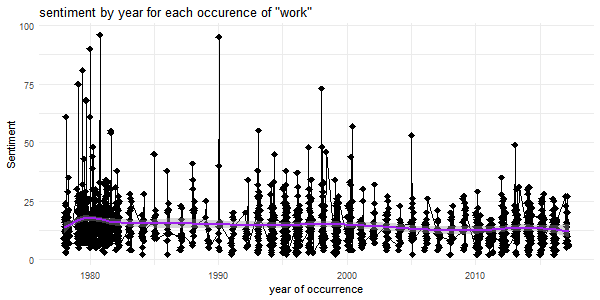 sentiment by year for each occurence of "work"
100
75
50
25
0
Sentiment
1980 1990 2000 2010
year of occurrence